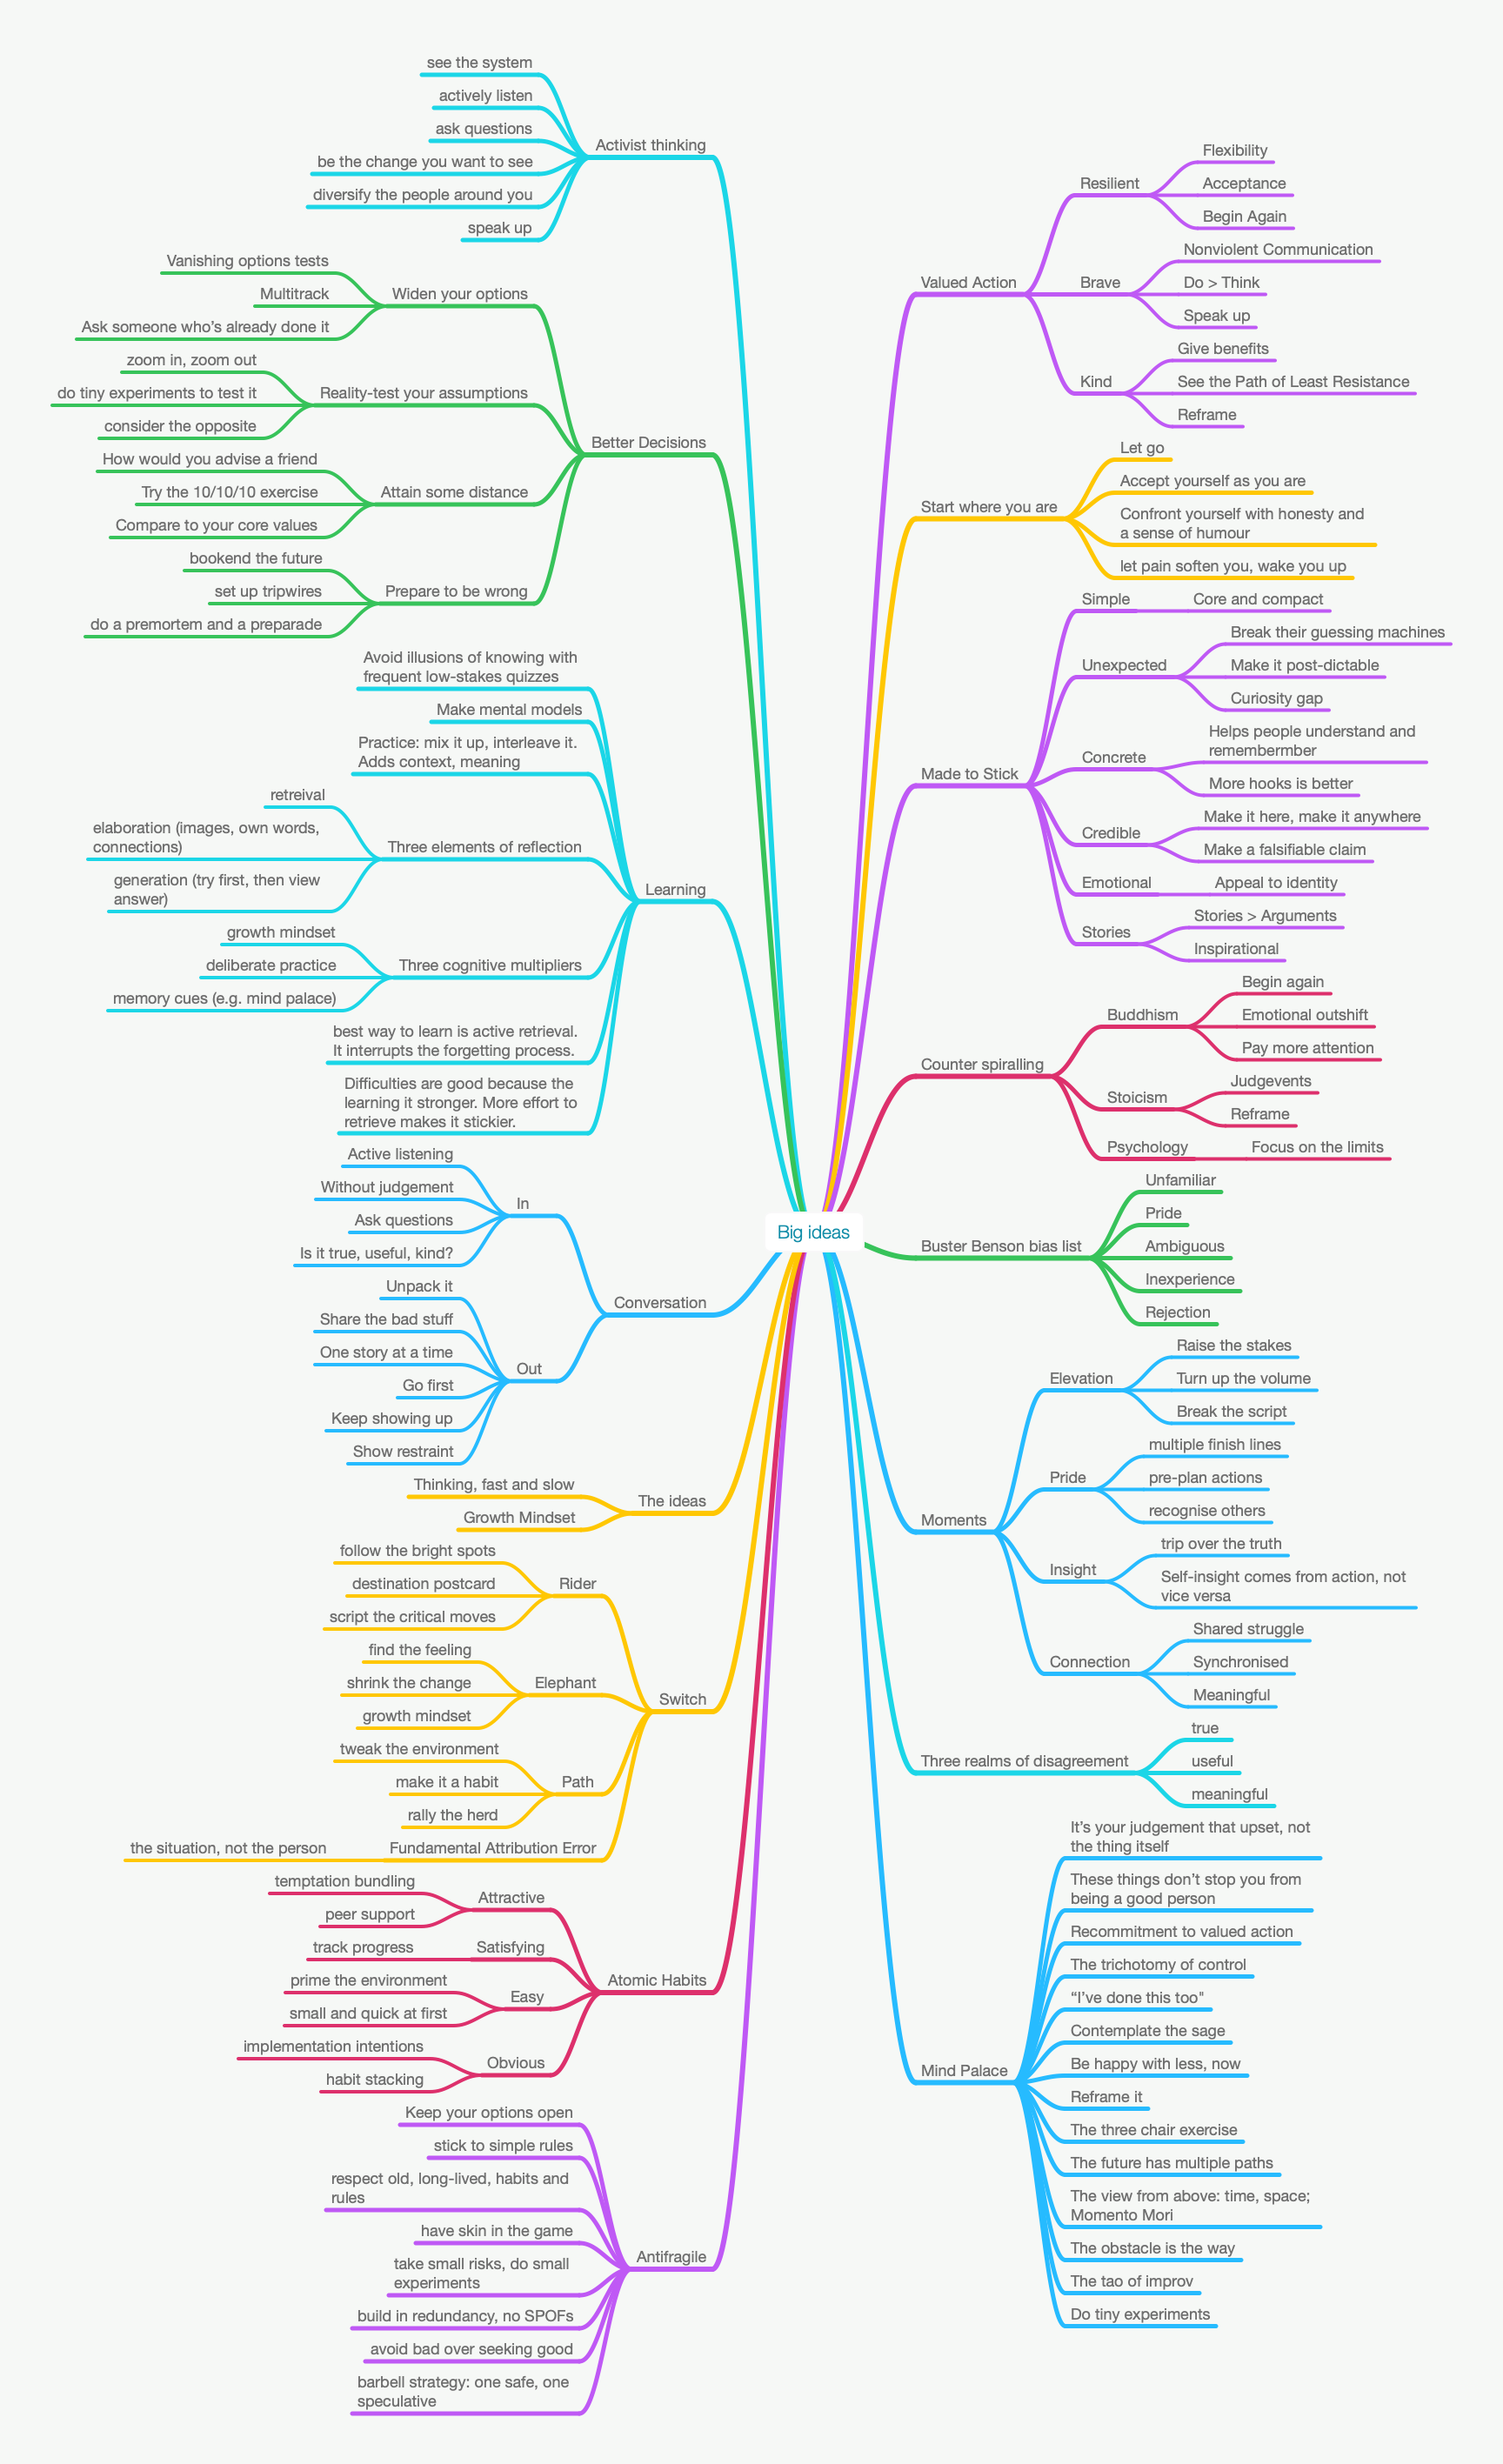 Big ideas
Activist thinking
see the system
actively listen
ask questions
be the change you want to see
diversify the people around you
speak up
Better Decisions
Widen your options
Vanishing options tests
Multitrack
Ask someone who's already done it
Reality-test your assumptions
zoom in, zoom out
do tiny experiments to test it
consider the opposite
Attain some distance
How would you advise a friend
Try the 10/10/10 exercise
Compare to your core values
Prepare to be wrong
bookend the future
set up tripwires
do a premortem and a preparade
Learning
Avoid illusions of knowing with
frequent low-stakes quizzes
Make mental models
Practice: mix it up, interleave it.
Adds context, meaning
Three elements of reflection
retreival
elaboration (images, own words,
connections)
generation (try first, then view
answer)
Three cognitive multipliers
growth mindset
deliberate practice
memory cues (e.g. mind palace)
best way to learn is active retrieval.
It interrupts the forgetting process.
Difficulties are good because the
learning it stronger. More effort to
retrieve makes it stickier.
Conversation
In
Active listening
Without judgement
Ask questions
Is it true, useful, kind?
Out
Unpack it
Share the bad stuff
One story at a time
Go first
Keep showing up
Show restraint
The ideas
Thinking, fast and slow
Growth Mindset
Switch
Rider
follow the bright spots
destination postcard
script the critical moves
Elephant
find the feeling
shrink the change
growth mindset
Path
tweak the environment
make it a habit
rally the herd
Fundamental Attribution Error
the situation, not the person
Atomic Habits
Attractive
temptation bundling
peer support
Satisfying
track progress
Easy
prime the environment
small and quick at first
Obvious
implementation intentions
habit stacking
Antifragile
Keep your options open
stick to simple rules
respect old, long-lived, habits and
rules
have skin in the game
take small risks, do small
experiments
build in redundancy, no SPOFs
avoid bad over seeking good
barbell strategy: one safe, one
speculative
Valued Action
Resilient
Flexibility
Acceptance
Begin Again
Brave
Nonviolent Communication
Do > Think
Speak up
Kind
Give benefits
See the Path of Least Resistance
Reframe
Start where you are
Let go
Accept yourself as you are
Confront yourself with honesty and
a sense of humour
let pain soften you, wake you up
Made to Stick
Simple
Core and compact
Unexpected
Break their guessing machines
Make it post-dictable
Curiosity gap
Concrete
Helps people understand and
remembermber
More hooks is better
Credible
Make it here, make it anywhere
Make a falsifiable claim
Emotional
Appeal to identity
Stories
Stories > Arguments
Inspirational
Counter spiralling
Buddhism
Begin again
Emotional outshift
Pay more attention
Stoicism
Judgevents
Reframe
Psychology
Focus on the limits
Buster Benson bias list
Unfamiliar
Pride
Ambiguous
Inexperience
Rejection
Moments
Elevation
Raise the stakes
Turn up the volume
Break the script
Pride
multiple finish lines
pre-plan actions
recognise others
Insight
trip over the truth
Self-insight comes from action, not
vice versa
Connection
Shared struggle
Synchronised
Meaningful
Three realms of disagreement
true
useful
meaningful
Mind Palace
It's your judgement that upset, not
the thing itself
These things don't stop you from
being a good person
Recommitment to valued action
The trichotomy of control
“I've done this too"
Contemplate the sage
Be happy with less, now
Reframe it
The three chair exercise
The future has multiple paths
The view from above: time, space;
Momento Mori
The obstacle is the way
The tao of improv
Do tiny experiments